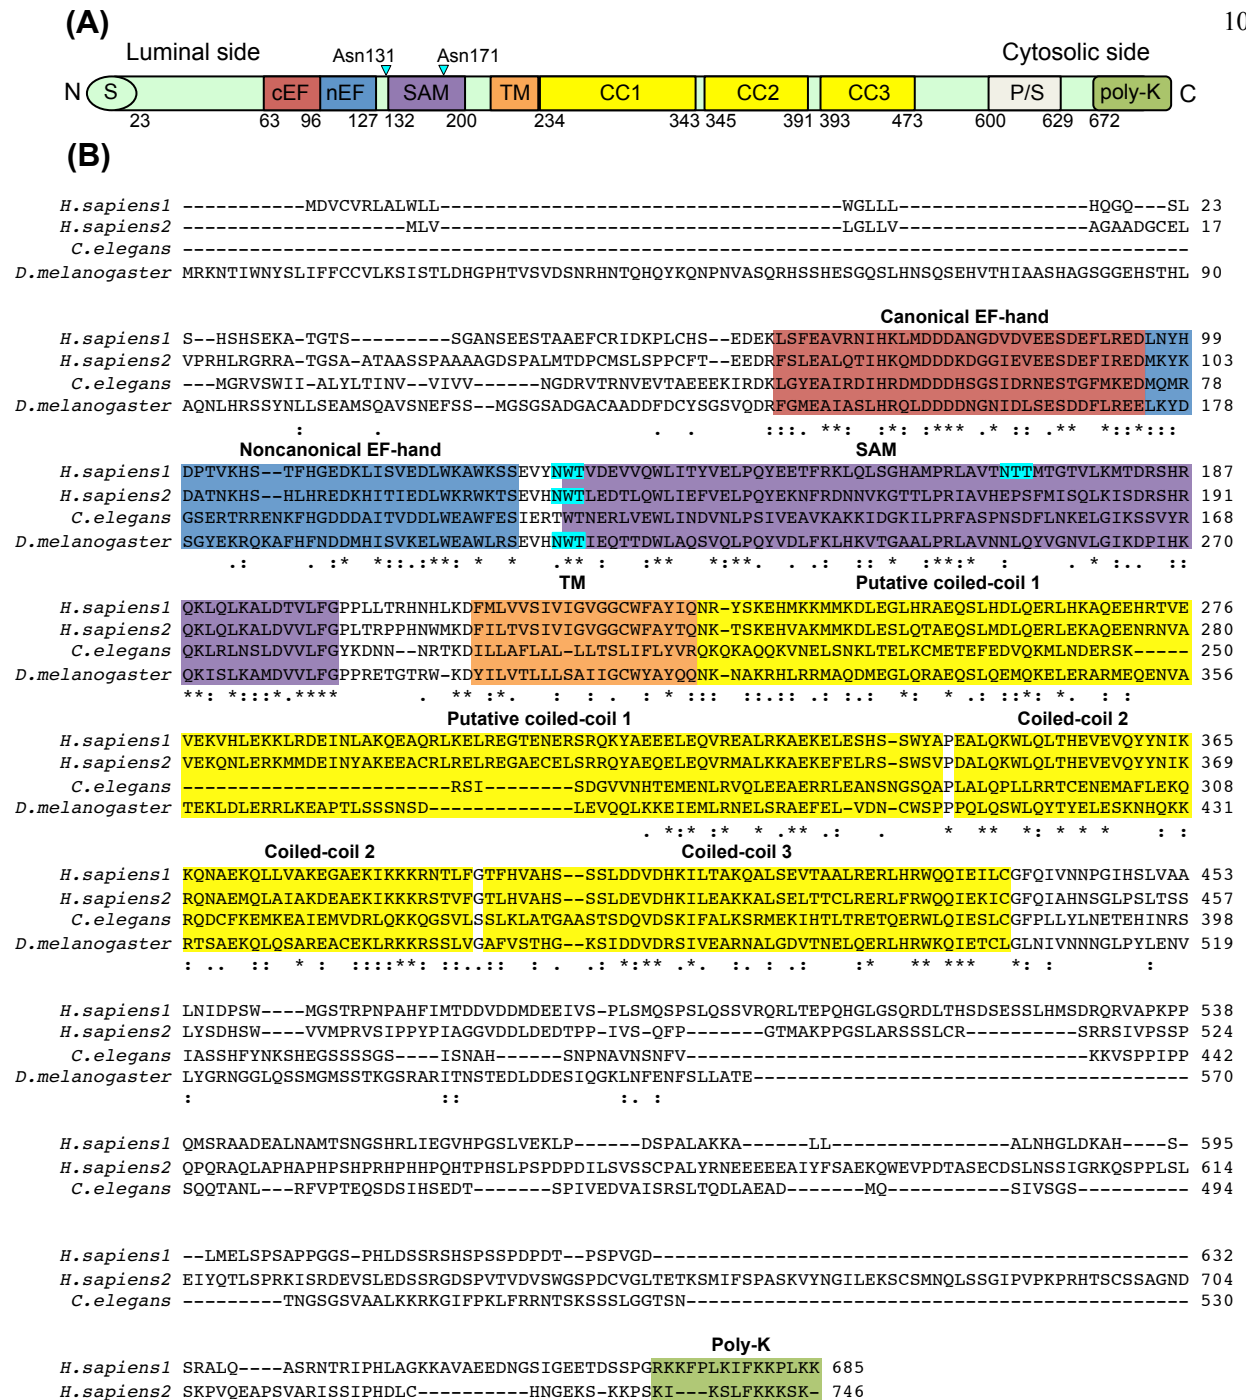 10
(A)
Luminal side Asn131 Asn171 Cytosolic side
N S cEF nEF SAM TM CC1 CC2 CC3 P/S poly-K C
23 63 96 127 132 200 234 343 345 391 393 473 600 629 672
(B)
H.sapiens1 ------------MDVCVRLALWLL----------------------------------------WGLLL-------------------HQGQ---SL 23
H.sapiens2 ----------------------MLV-------------------------------------------LGLLV-------------------AGAADGCEL 17
C.elegans -----------------------------------------------------------------------------------------------------
D.melanogaster MRKNTIWNYSLIFFCCVLKSISTLDHGPHTVSVDSNRHNTQHQYKQNPNVASQRHSSHESGQSLHNSQSEHVTHIAASHAGSGGEHSTHL 90
Canonical EF-hand
H.sapiens1 S--HSHSEKA-TGTS----------SGANSEESTAAEFCRIDKPLCHS--EDEKLSFEAVRNIHKLMDDDANGDVDVEESDEFLREDLNYH 99
H.sapiens2 VPRHLRGRRA-TGSA-ATAASSPAAAAGDSPALMTDPCMSLSPPCFT--EEDRFSLEALQTIHKQMDDDKDGGIEVEESDEFIREDMKYK 103
C.elegans ---MGRVSWII-ALYLTINV--VIVV------NGDRVTRNVEVTAEEEKIRDKLGYEAIRDIHRDMDDDHSGSIDRNESTGFMKEDMQMR 78
D.melanogaster AQNLHRSSYNLLSEAMSQAVSNEFSS--MGSGSADGACAADDFDCYSGSVQDRFGMEAIASLHRQLDDDDNGNIDLSESDDFLREELKYD 178
: . . . :::. **: :*: *** . *: :: .** *::*:::
Noncanonical EF-hand SAM
H.sapiens1 DPTVKHS--TFHGEDKLISVEDLWKAWKSSEVYNWTVDEVVQWLITYVELPQYEETFRKLQLSGHAMPRLAVTNTTMTGTVLKMTDRSHR 187
H.sapiens2 DATNKHS--HLHREDKHITIEDLWKRWKTSEVHNWTLEDTLQWLIEFVELPQYEKNFRDNNVKGTTLPRIAVHEPSFMISQLKISDRSHR 191
C.elegans GSERTRRENKFHGDDDAITVDDLWEAWFESIERTWTNERLVEWLINDVNLPSIVEAVKAKKIDGKILPRFASPNSDFLNKELGIKSSVYR 168
D.melanogaster SGYEKRQKAFHFNDDMHISVKELWEAWLRSEVHNWTIEQTTDWLAQSVQLPQYVDLFKLHKVTGAALPRLAVNNLQYVGNVLGIKDPIHK 270
.: . :* *::.:**: * * .** : :** *:**. . .: * :**:* : . * :.. ::
TM Putative coiled-coil 1
H.sapiens1 QKLQLKALDTVLFGPPLLTRHNHLKDFMLVVSIVIGVGGCWFAYIQNR-YSKEHMKKMMKDLEGLHRAEQSLHDLQERLHKAQEEHRTVE 276
H.sapiens2 QKLQLKALDVVLFGPLTRPPHNWMKDFILTVSIVIGVGGCWFAYTQNK-TSKEHVAKMMKDLESLQTAEQSLMDLQERLEKAQEENRNVA 280
C.elegans QKLRLNSLDVVLFGYKDNN--NRTKDILLAFLAL-LLTSLIFLYVRQKQKAQQKVNELSNKLTELKCMETEFEDVQKMLNDERSK----- 250
D.melanogaster QKISLKAMDVVLFGPPRETGTRW-KDYILVTLLLSAIIGCWYAYQQNK-NAKRHLRRMAQDMEGLQRAEQSLQEMQKELERARMEQENVA 356
**: *:::*.**** . ** :*. : : . : * ::: ::.:: .: :.: *: * .: ::*: * : :
Putative coiled-coil 1 Coiled-coil 2
H.sapiens1 VEKVHLEKKLRDEINLAKQEAQRLKELREGTENERSRQKYAEEELEQVREALRKAEKELESHS-SWYAPEALQKWLQLTHEVEVQYYNIK 365
H.sapiens2 VEKQNLERKMMDEINYAKEEACRLRELREGAECELSRRQYAEQELEQVRMALKKAEKEFELRS-SWSVPDALQKWLQLTHEVEVQYYNIK 369
C.elegans ------------------------RSI--------SDGVVNHTEMENLRVQLEEAERRLEANSNGSQAPLALQPLLRRTCENEMAFLEKQ 308
D.melanogaster TEKLDLERRLKEAPTLSSSNSD-------------LEVQQLKKEIEMLRNELSRAEFEL-VDNCWSPPPQLQSWLQYTYELESKNHQKK 431
. *:* :* * .** .: . * ** *: * * * : :
Coiled-coil 2 Coiled-coil 3
H.sapiens1 KQNAEKQLLVAKEGAEKIKKKRNTLFGTFHVAHS--SSLDDVDHKILTAKQALSEVTAALRERLHRWQQIEILCGFQIVNNPGIHSLVAA 453
H.sapiens2 RQNAEMQLAIAKDEAEKIKKKRSTVFGTLHVAHS--SSLDEVDHKILEAKKALSELTTCLRERLFRWQQIEKICGFQIAHNSGLPSLTSS 457
C.elegans RQDCFKEMKEAIEMVDRLQKKQGSVLSSLKLATGAASTSDQVDSKIFALKSRMEKIHTLTRETQERWLQIESLCGFPLLYLNETEHINRS 398
D.melanogaster RTSAEKQLQSAREACEKLRKKRSSLVGAFVSTHG--KSIDDVDRSIVEARNALGDVTNELQERLHRWKQIETCLGLNIVNNNGLPYLENV 519
: .. :: * : ::::**: ::..:: : . .: *:** .*. :. : .: :* ** *** *: : :
H.sapiens1 LNIDPSW----MGSTRPNPAHFIMTDDVDDMDEEIVS-PLSMQSPSLQSSVRQRLTEPQHGLGSQRDLTHSDSESSLHMSDRQRVAPKPP 538
H.sapiens2 LYSDHSW----VVMPRVSIPPYPIAGGVDDLDEDTPP-IVS-QFP-------GTMAKPPGSLARSSSLCR-----------SRRSIVPSSP 524
C.elegans IASSHFYNKSHEGSSSSGS----ISNAH------SNPNAVNSNFV------------------------------------KKVSPPIPP 442
D.melanogaster LYGRNGGLQSSMGMSSTKGSRARITNSTEDLDDESIQGKLNFENFSLLATE--------------------------------------- 570
: :: :. :
H.sapiens1 QMSRAADEALNAMTSNGSHRLIEGVHPGSLVEKLP------DSPALAKKA------LL----------------ALNHGLDKAH----S- 595
H.sapiens2 QPQRAQLAPHAPHPSHPRHPHHPQHTPHSLPSPDPDILSVSSCPALYRNEEEEEAIYFSAEKQWEVPDTASECDSLNSSIGRKQSPPLSL 614
C.elegans SQQTANL---RFVPTEQSDSIHSEDT-------SPIVEDVAISRSLTQDLAEAD-------MQ-----------SIVSGS---------- 494
H.sapiens1 --LMELSPSAPPGGS-PHLDSSRSHSPSSPDPDT--PSPVGD------------------------------------------------ 632
H.sapiens2 EIYQTLSPRKISRDEVSLEDSSRGDSPVTVDVSWGSPDCVGLTETKSMIFSPASKVYNGILEKSCSMNQLSSGIPVPKPRHTSCSSAGND 704
C.elegans ---------TNGSGSVAALKKRKGIFPKLFRRNTSKSSSLGGTSN--------------------------------------------- 530
Poly-K
H.sapiens1 SRALQ----ASRNTRIPHLAGKKAVAEEDNGSIGEETDSSPGRKKFPLKIFKKPLKK 685
H.sapiens2 SKPVQEAPSVARISSIPHDLC----------HNGEKS-KKPSKI---KSLFKKKSK- 746